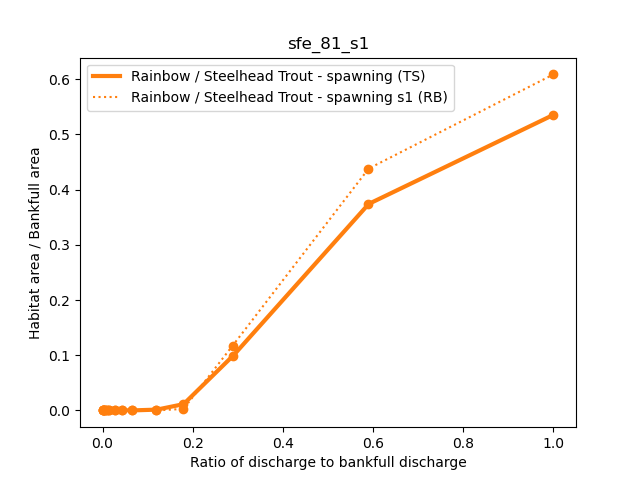 sfe_81_s1
Rainbow / Steelhead Trout - spawning (TS)
Rainbow / Steelhead Trout - spawning s1 (RB)
Habitat area / Bankfull area
0.6
0.5
0.4
0.3
0.2
0.1
0.0
0.0 0.2 0.4 0.6 0.8 1.0
Ratio of discharge to bankfull discharge